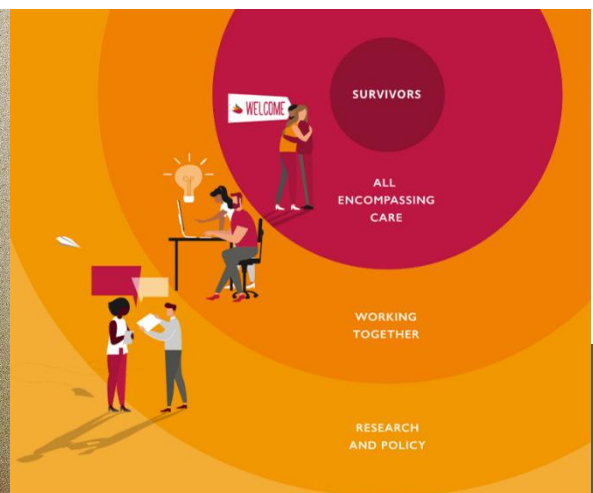 SURVIVORS
WELCOME
ALL
ENCOMPASSING
CARE
WORKING
TOGETHER
RESEARCH
AND POLICY